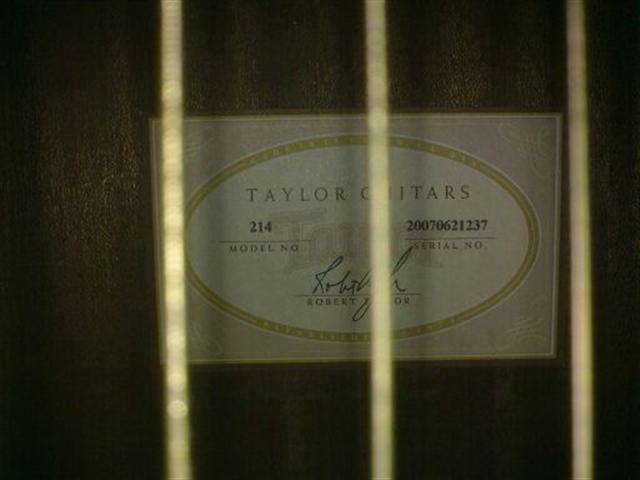 TAYLOR GUITARS
214 20070621237
MODEL NO. SERIAL NO.
ROBERT TAYLOR